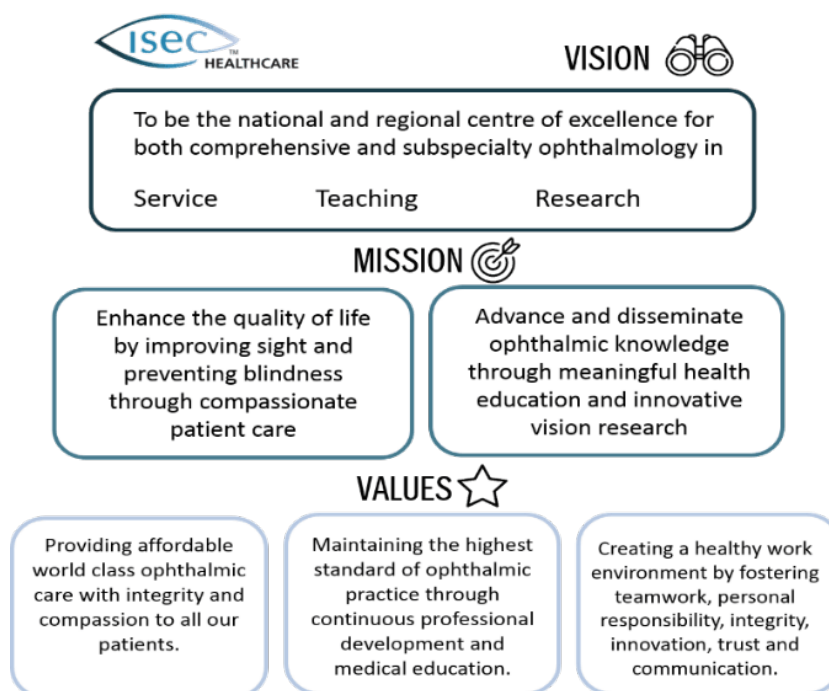 isec
TM
HEALTHCARE
VISION
To be the national and regional centre of excellence for
both comprehensive and subspecialty ophthalmology in
Service Teaching Research
MISSION
Enhance the quality of life
by improving sight and
preventing blindness
through compassionate
patient care
Advance and disseminate
ophthalmic knowledge
through meaningful health
education and innovative
vision research
VALUES
Providing affordable
world class ophthalmic
care with integrity and
compassion to all our
patients.
Maintaining the highest
standard of ophthalmic
practice through
continuous professional
development and
medical education.
Creating a healthy work
environment by fostering
teamwork, personal
responsibility, integrity,
innovation, trust and
communication.